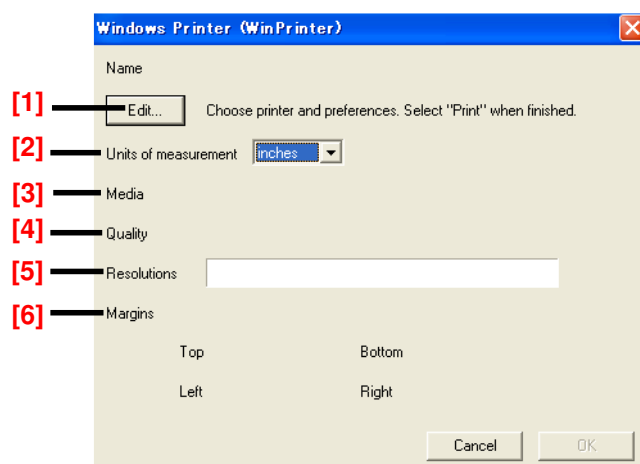 Windows Printer (WinPrinter)
Name
[1] Edit... Choose printer and preferences. Select "Print" when finished.
[2] Units of measurement inches
[3] Media
[4] Quality
[5] Resolutions
[6] Margins
Top Bottom
Left Right
Cancel OK